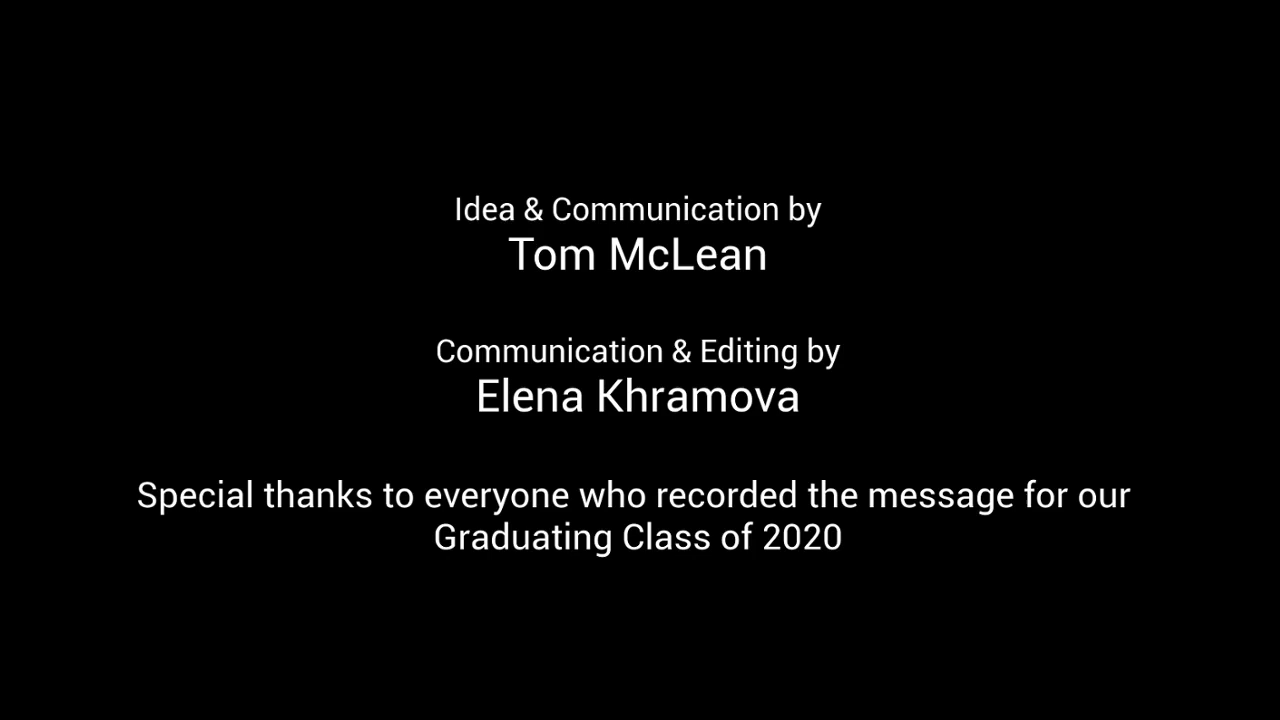 Idea & Communication by
Tom McLean
Communication & Editing by
Elena Khramova
Special thanks to everyone who recorded the message for our
Graduating Class of 2020